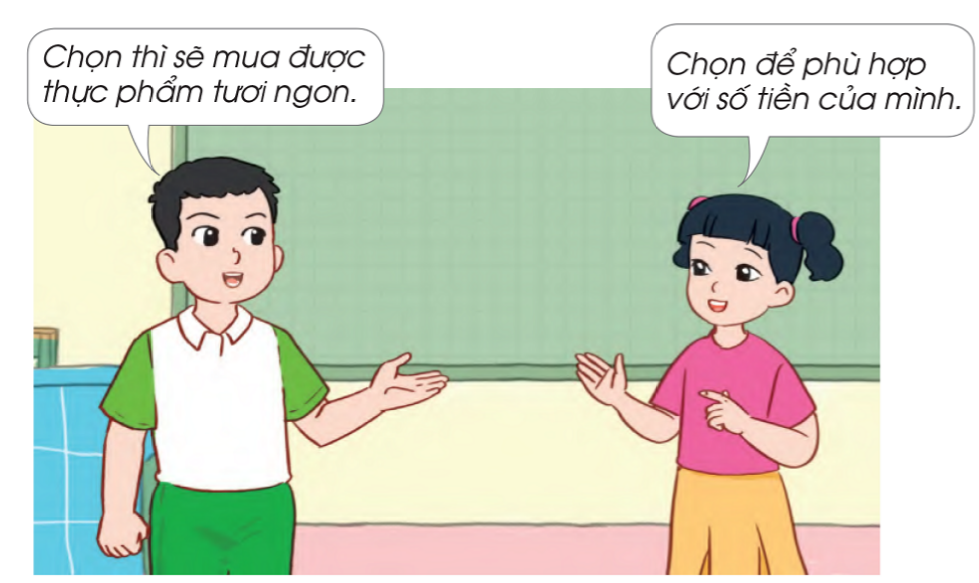 Chọn thì sẽ mua được
thực phẩm tươi ngon.
Chọn để phù hợp
với số tiền của mình.